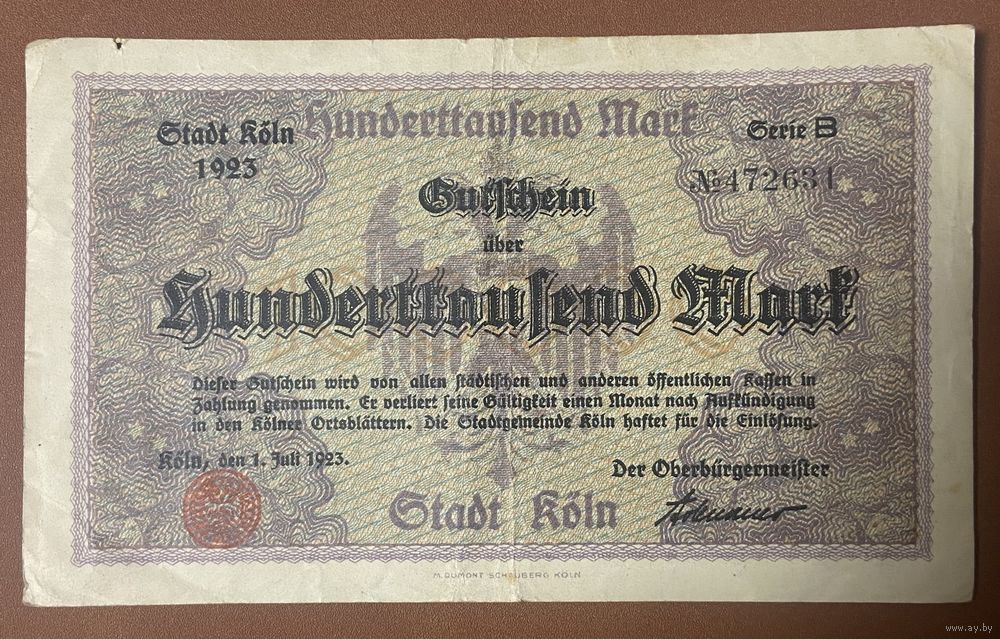 Hunderttausend Mark
Stadt Köln
1923
Serie B
№ 472631
Gutschein
über
Hunderttausend Mark
Dieser Gutschein wird von allen städtischen und anderen öffentlichen Kassen in
Zahlung genommen. Er verliert seine Gültigkeit einen Monat nach Aufkündigung
in den Kölner Ortsblättern. Die Stadtgemeinde Köln haftet für die Einlösung.
Köln, den 1. Juli 1923.
Der Oberbürgermeister
Stadt Köln
M. DUMONT SCHAUBERG KÖLN
www.ay.by